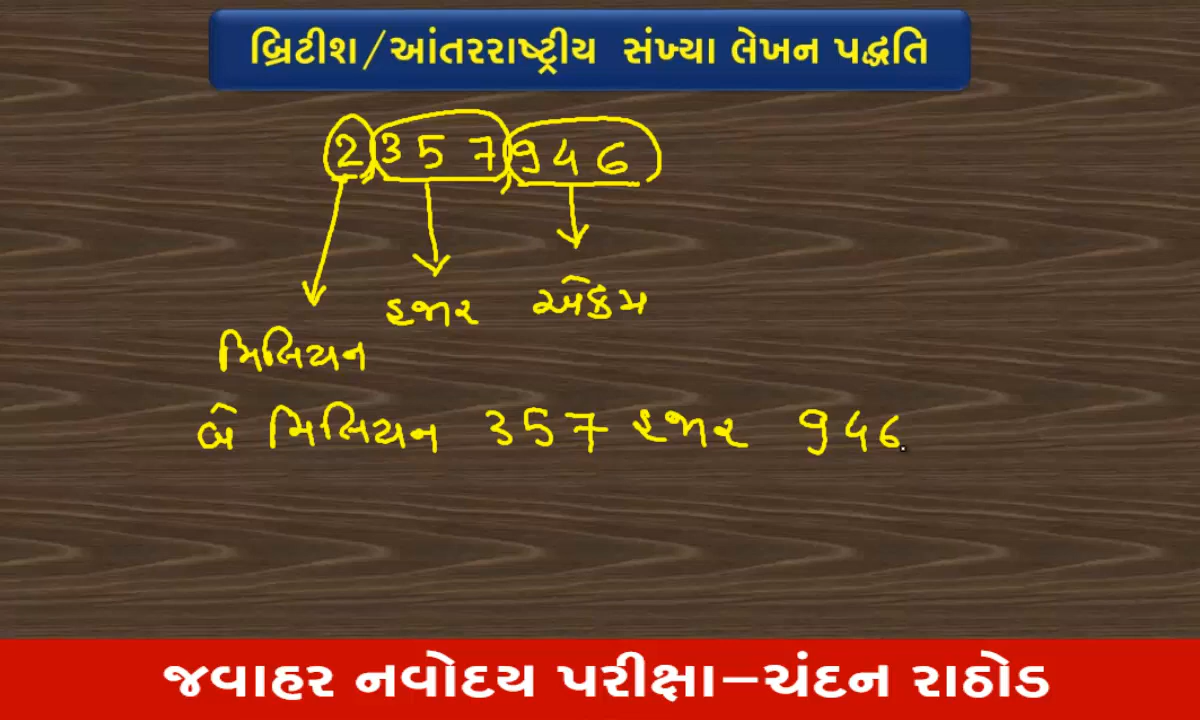 બ્રિટીશ/આંતરરાષ્ટ્રીય સંખ્યા લેખન પદ્ધતિ
2,357,946
હજાર એકમ
મિલિયન
બે મિલિયન 357 હજાર 946
જવાહર નવોદય પરીક્ષા-ચંદન રાઠોડ